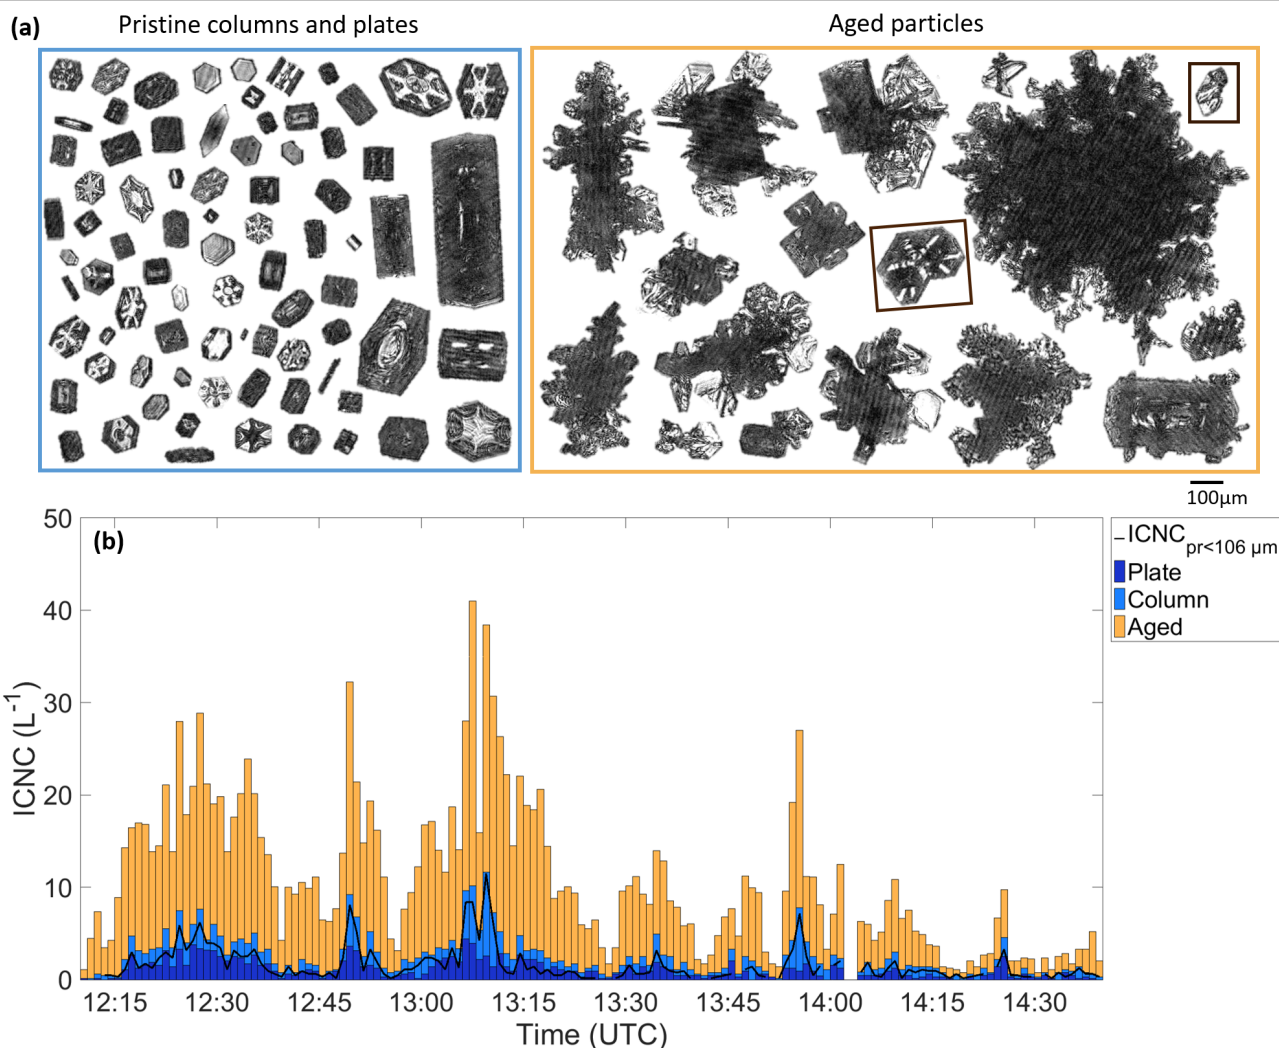 (a)
Pristine columns and plates
Aged particles
100µm
(b)
50
40
30
20
10
0
ICNC (L⁻¹)
12:15 12:30 12:45 13:00 13:15 13:30 13:45 14:00 14:15 14:30
Time (UTC)
ICNC pr<106 µm
Plate
Column
Aged